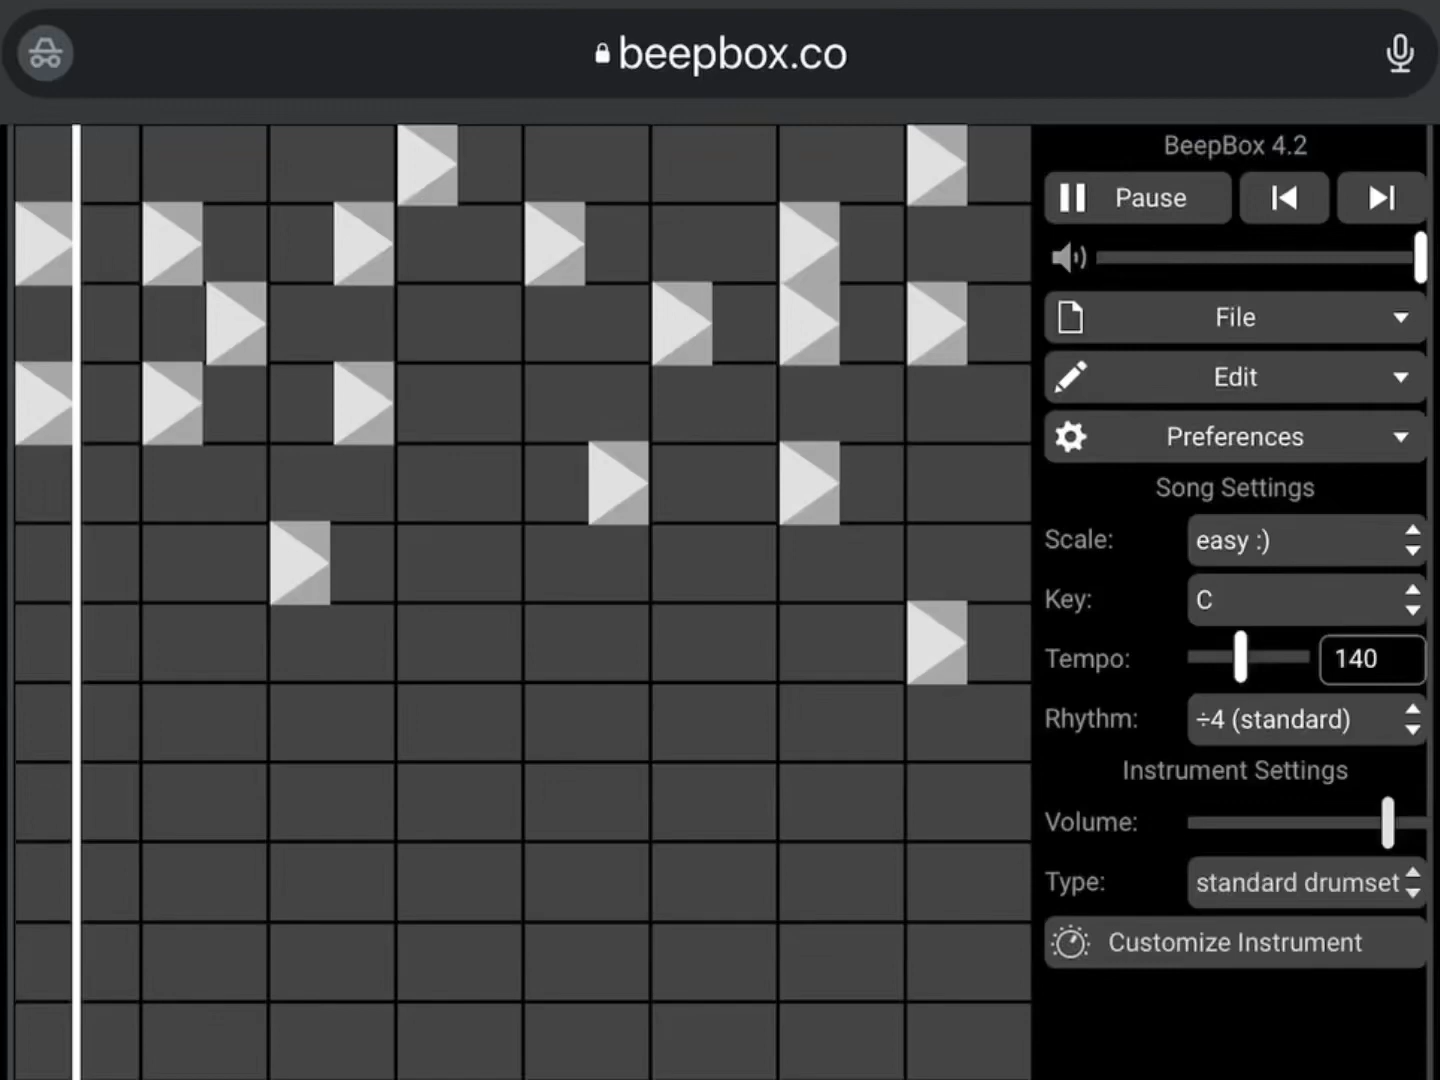 beepbox.co
BeepBox 4.2
Pause
File
Edit
Preferences
Song Settings
Scale: easy :)
Key: C
Tempo: 140
Rhythm: ÷4 (standard)
Instrument Settings
Volume:
Type: standard drumset
Customize Instrument